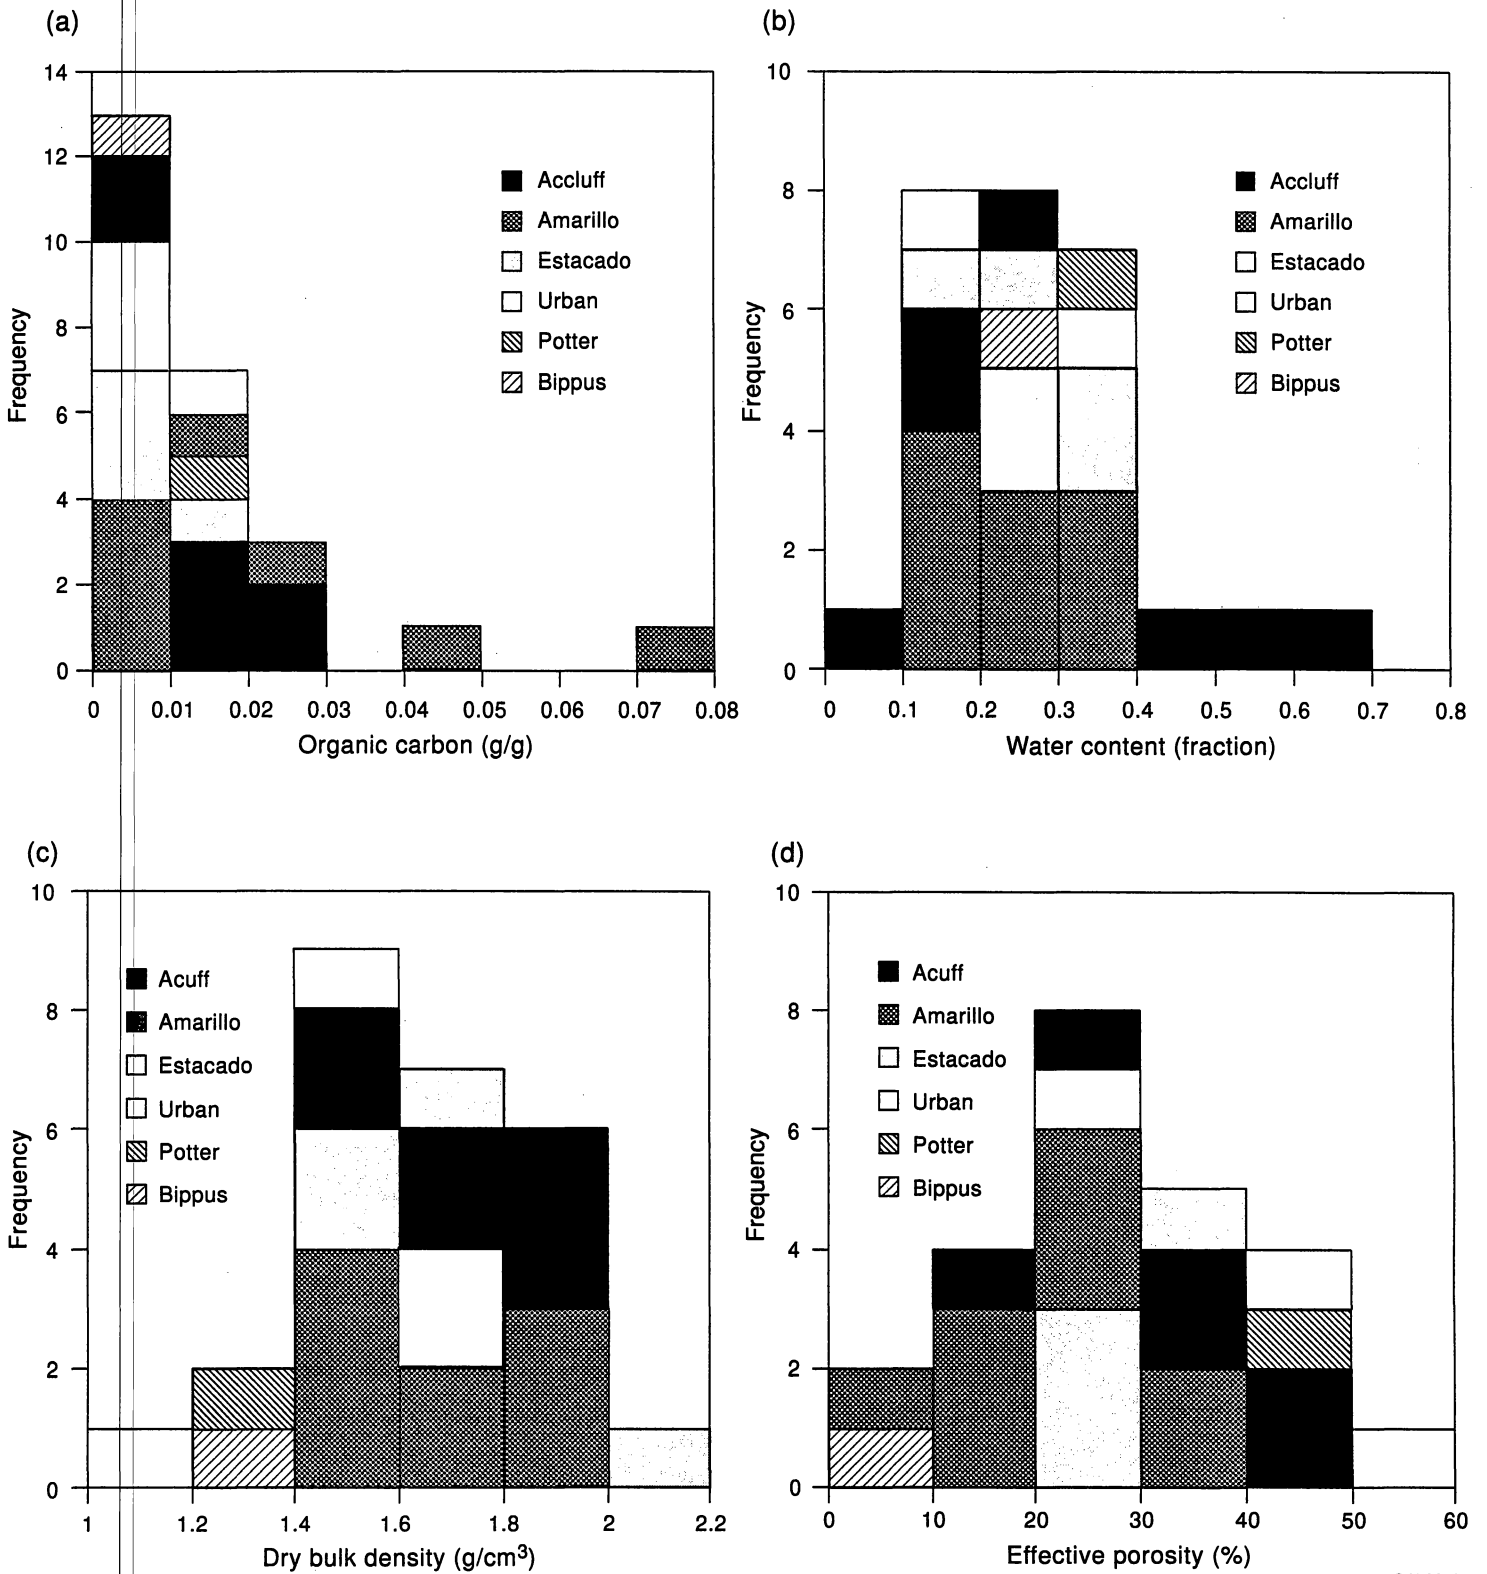 (a)
14
12
10
8
6
4
2
0
Frequency
Accluff
Amarillo
Estacado
Urban
Potter
Bippus
0 0.01 0.02 0.03 0.04 0.05 0.06 0.07 0.08
Organic carbon (g/g)
(b)
10
8
6
4
2
0
Frequency
Accluff
Amarillo
Estacado
Urban
Potter
Bippus
0 0.1 0.2 0.3 0.4 0.5 0.6 0.7 0.8
Water content (fraction)
(c)
10
8
6
4
2
0
Frequency
Acuff
Amarillo
Estacado
Urban
Potter
Bippus
1 1.2 1.4 1.6 1.8 2 2.2
Dry bulk density (g/cm³)
(d)
10
8
6
4
2
0
Frequency
Acuff
Amarillo
Estacado
Urban
Potter
Bippus
0 10 20 30 40 50 60
Effective porosity (%)